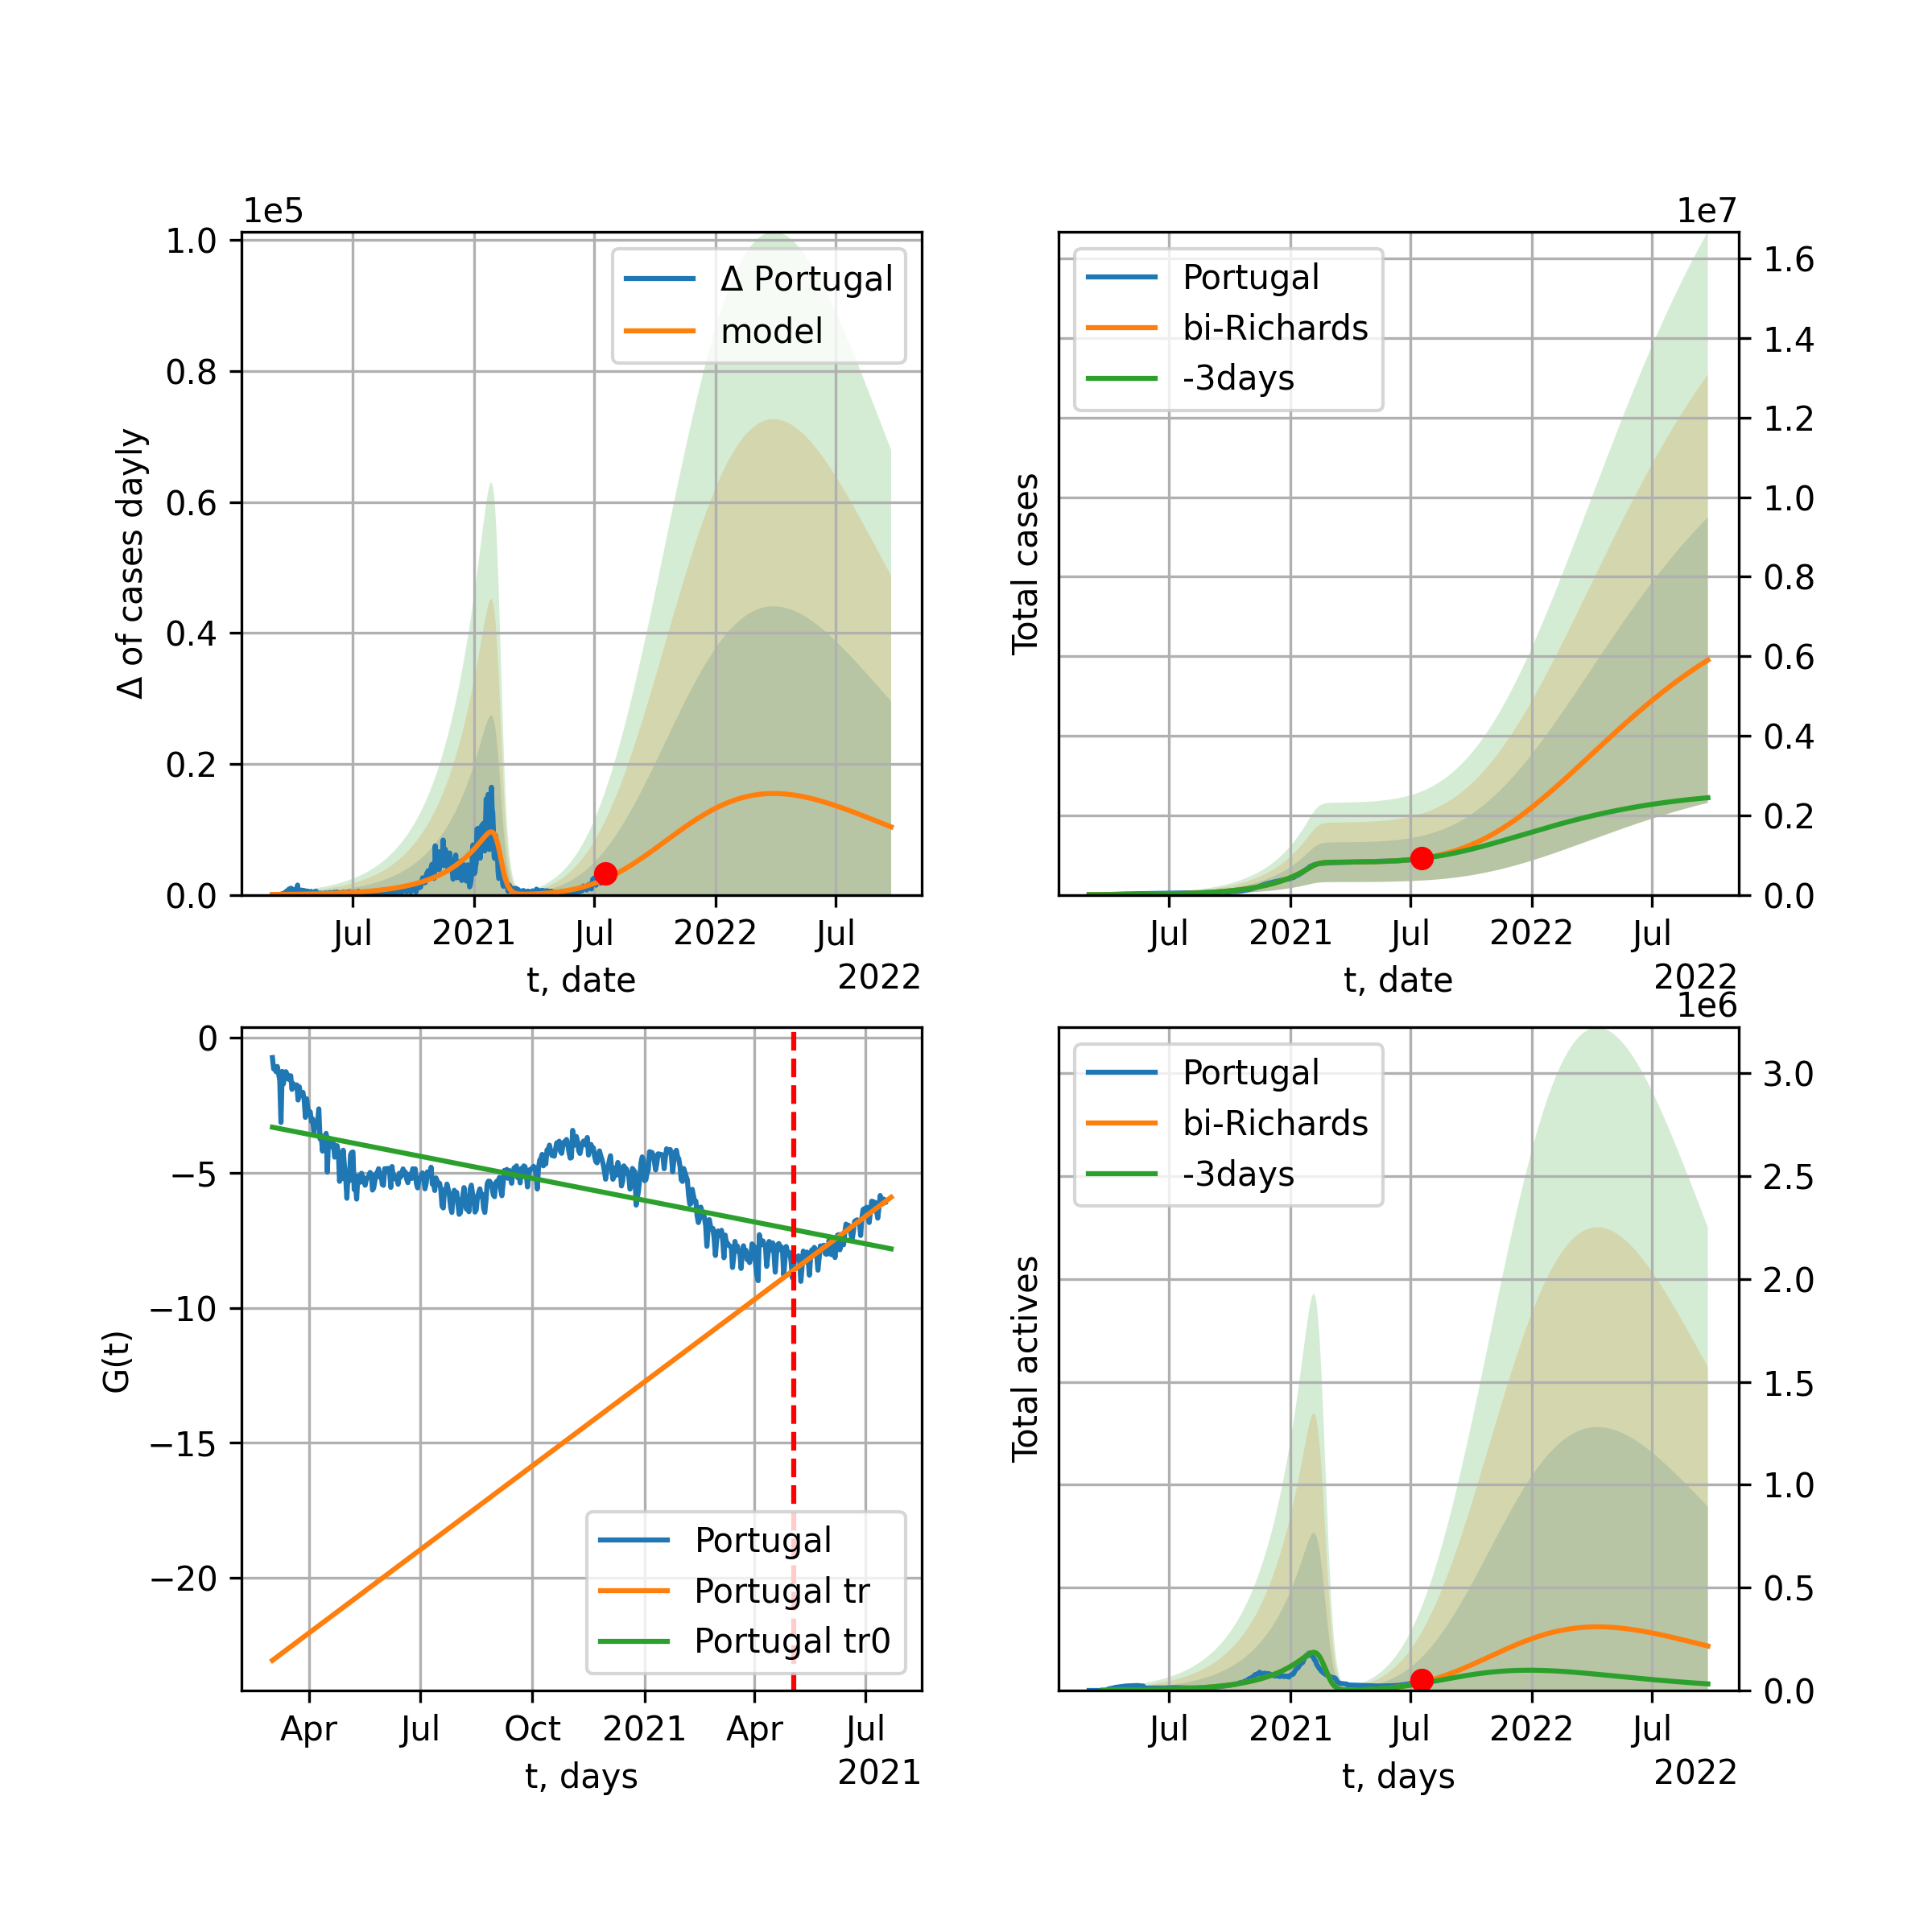 1e5
1.0
0.8
0.6
0.4
0.2
0.0
Δ of cases dayly
Δ Portugal
model
Jul
2021
Jul
2022
Jul
t, date
2022
1e7
1.6
1.4
1.2
1.0
0.8
0.6
0.4
0.2
0.0
Total cases
Portugal
bi-Richards
-3days
Jul
2021
Jul
2022
Jul
t, date
2022
0
−5
−10
−15
−20
G(t)
Portugal
Portugal tr
Portugal tr0
Apr
Jul
Oct
2021
Apr
Jul
t, days
2021
1e6
3.0
2.5
2.0
1.5
1.0
0.5
0.0
Total actives
Portugal
bi-Richards
-3days
Jul
2021
Jul
2022
Jul
t, days
2022